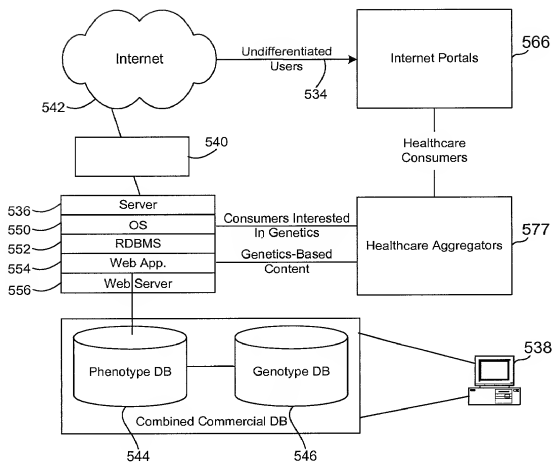 Internet
Undifferentiated
Users
534
Internet Portals
566
542
540
Healthcare
Consumers
536
Server
550
OS
552
RDBMS
554
Web App.
556
Web Server
Consumers Interested
In Genetics
Genetics-Based
Content
Healthcare Aggregators
577
Phenotype DB
Genotype DB
538
Combined Commercial DB
544
546